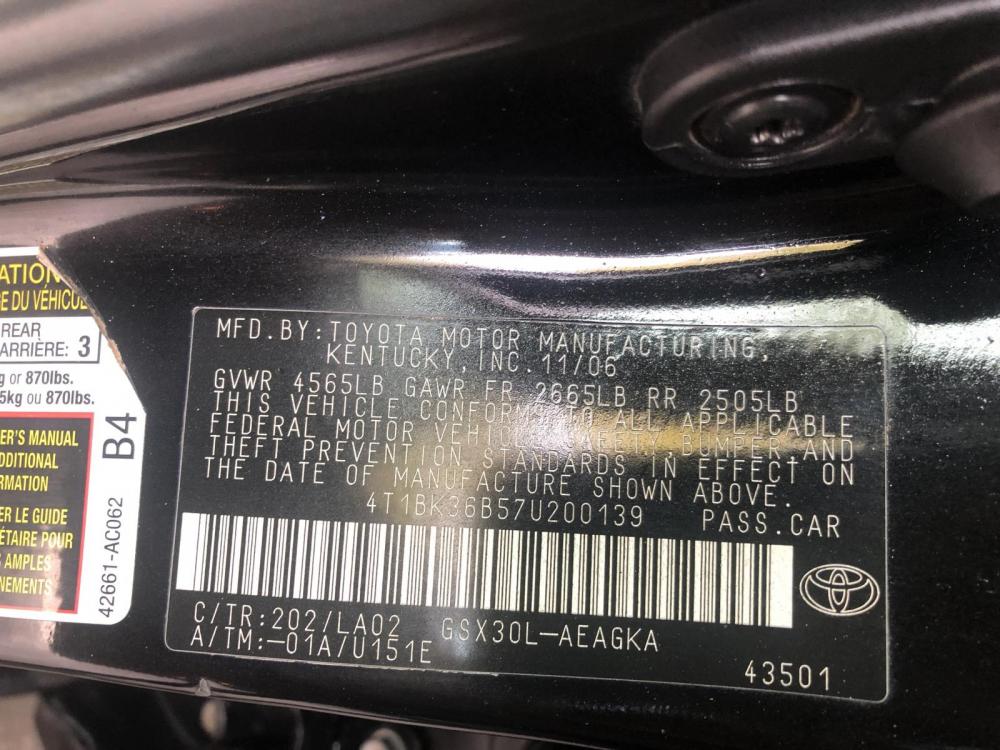 ATION
E DU VÉHICUL
REAR
ARRIÈRE: 3
g or 870lbs.
5kg ou 870lbs.
ER'S MANUAL
DDITIONAL
RMATION
ER LE GUIDE
ÉTAIRE POUR
AMPLES
NEMENTS
B4
42661-AC062
MFD.BY:TOYOTA MOTOR MANUFACTURING,
KENTUCKY,INC.11/06
GVWR 4565LB GAWR FR 2665LB RR 2505LB
THIS VEHICLE CONFORMS TO ALL APPLICABLE
FEDERAL MOTOR VEHICLE SAFETY,BUMPER AND
THEFT PREVENTION STANDARDS IN EFFECT ON
THE DATE OF MANUFACTURE SHOWN ABOVE.
4T1BK36B57U200139 PASS.CAR
C/TR:202/LA02 GSX30L-AEAGKA
A/TM:-01A/U151E
43501